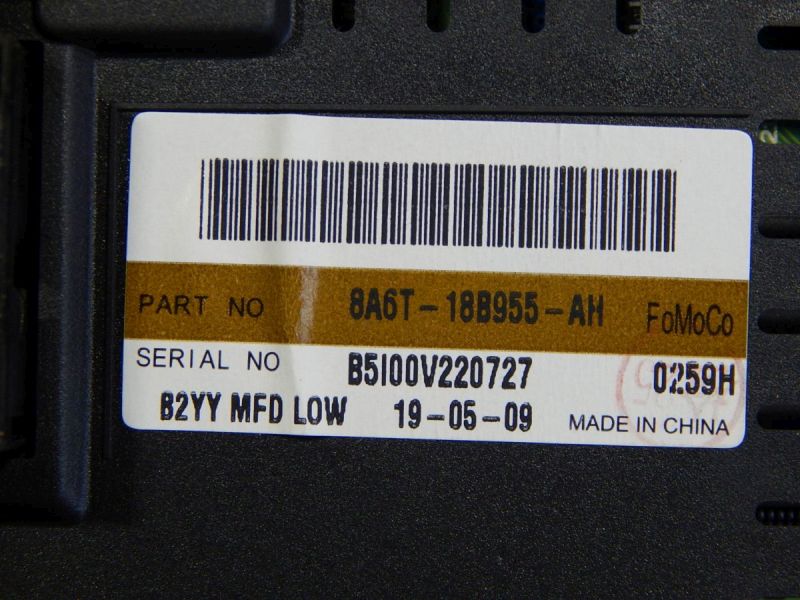 PART NO 8A6T-18B955-AH FoMoCo
SERIAL NO B5I00V220727 0259H
B2YY MFD LOW 19-05-09 MADE IN CHINA
2